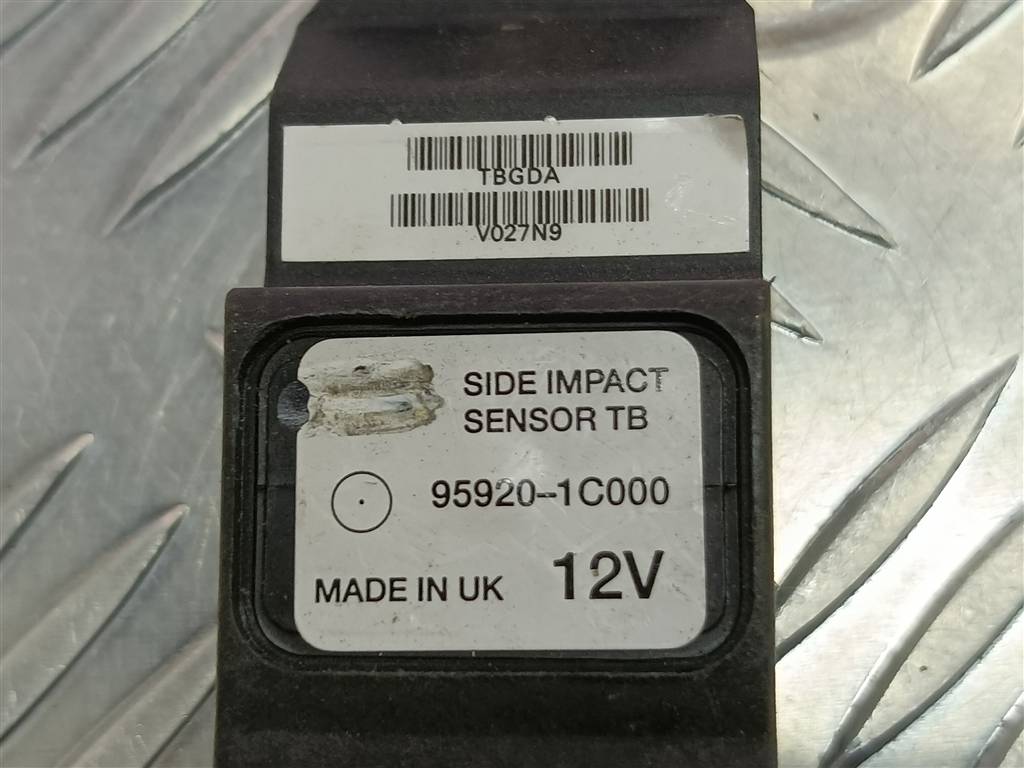 TBGDA
V027N9
SIDE IMPACT
SENSOR TB
95920-1C000
MADE IN UK 12V